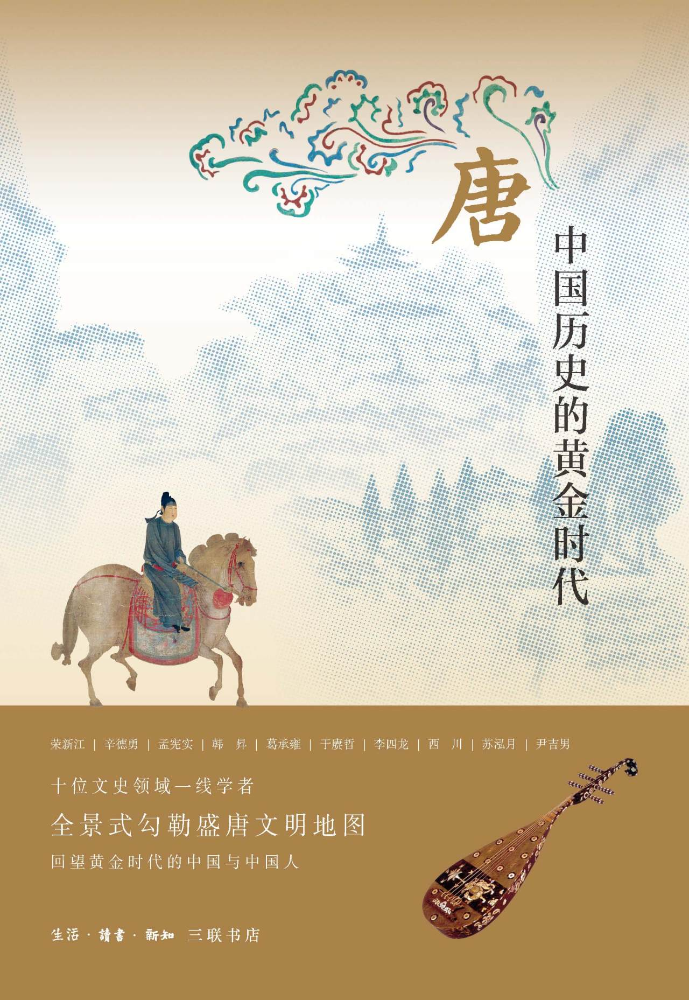 唐
中国历史的黄金时代
荣新江 | 辛德勇 | 孟宪实 | 韩 昇 | 葛承雍 | 于赓哲 | 李四龙 | 西 川 | 苏泓月 | 尹吉男
十位文史领域一线学者
全景式勾勒盛唐文明地图
回望黄金时代的中国与中国人
生活·讀書·新知 三联书店